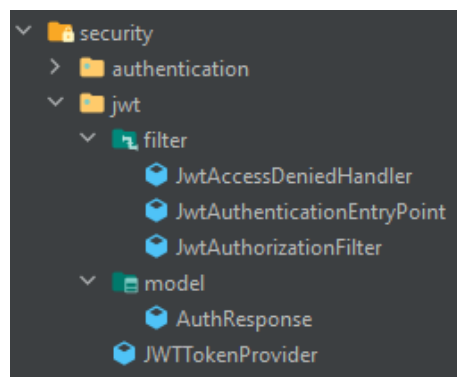 security
authentication
jwt
filter
JwtAccessDeniedHandler
JwtAuthenticationEntryPoint
JwtAuthorizationFilter
model
AuthResponse
JWTTokenProvider